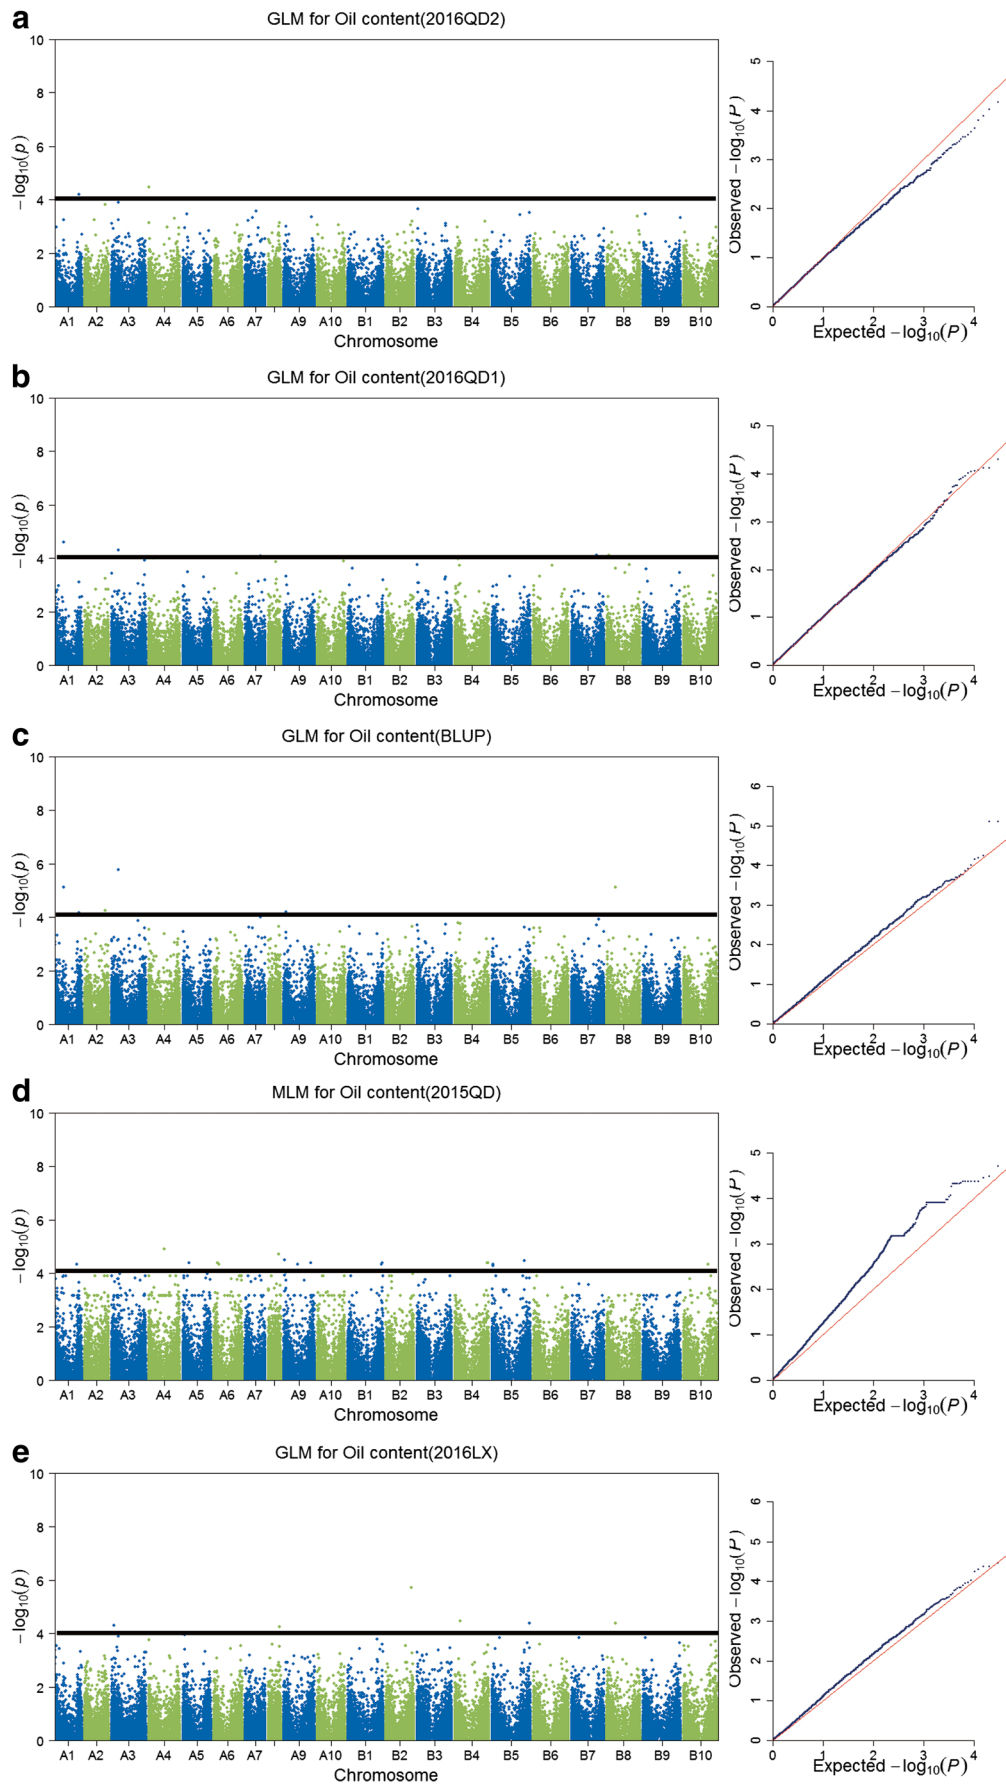 a
GLM for Oil content(2016QD2)
10
8
6
4
2
0
−log10(p)
A1 A2 A3 A4 A5 A6 A7 A9 A10 B1 B2 B3 B4 B5 B6 B7 B8 B9 B10
Chromosome
5
4
3
2
1
0
Observed −log10(P)
0 1 2 3 4
Expected −log10(P)
b
GLM for Oil content(2016QD1)
10
8
6
4
2
0
−log10(p)
A1 A2 A3 A4 A5 A6 A7 A9 A10 B1 B2 B3 B4 B5 B6 B7 B8 B9 B10
Chromosome
5
4
3
2
1
0
Observed −log10(P)
0 1 2 3 4
Expected −log10(P)
c
GLM for Oil content(BLUP)
10
8
6
4
2
0
−log10(p)
A1 A2 A3 A4 A5 A6 A7 A9 A10 B1 B2 B3 B4 B5 B6 B7 B8 B9 B10
Chromosome
6
5
4
3
2
1
0
Observed −log10(P)
0 1 2 3 4
Expected −log10(P)
d
MLM for Oil content(2015QD)
10
8
6
4
2
0
−log10(p)
A1 A2 A3 A4 A5 A6 A7 A9 A10 B1 B2 B3 B4 B5 B6 B7 B8 B9 B10
Chromosome
5
4
3
2
1
0
Observed −log10(P)
0 1 2 3 4
Expected −log10(P)
e
GLM for Oil content(2016LX)
10
8
6
4
2
0
−log10(p)
A1 A2 A3 A4 A5 A6 A7 A9 A10 B1 B2 B3 B4 B5 B6 B7 B8 B9 B10
Chromosome
6
5
4
3
2
1
0
Observed −log10(P)
0 1 2 3 4
Expected −log10(P)